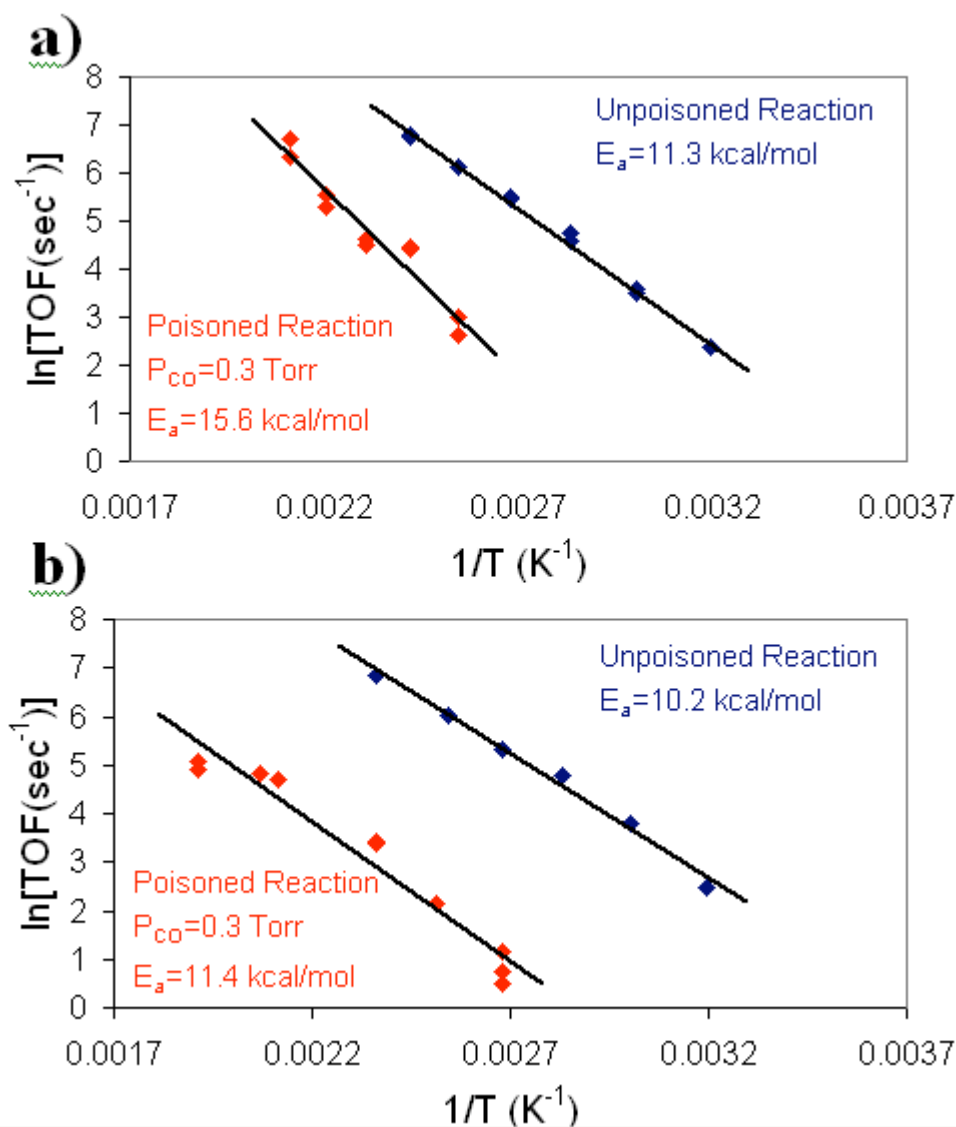 a)
8
7
6
5
4
3
2
1
0
ln[TOF(sec⁻¹)]
Unpoisoned Reaction
Eₐ=11.3 kcal/mol
Poisoned Reaction
P_CO=0.3 Torr
Eₐ=15.6 kcal/mol
0.0017 0.0022 0.0027 0.0032 0.0037
1/T (K⁻¹)
b)
8
7
6
5
4
3
2
1
0
ln[TOF(sec⁻¹)]
Unpoisoned Reaction
Eₐ=10.2 kcal/mol
Poisoned Reaction
P_CO=0.3 Torr
Eₐ=11.4 kcal/mol
0.0017 0.0022 0.0027 0.0032 0.0037
1/T (K⁻¹)